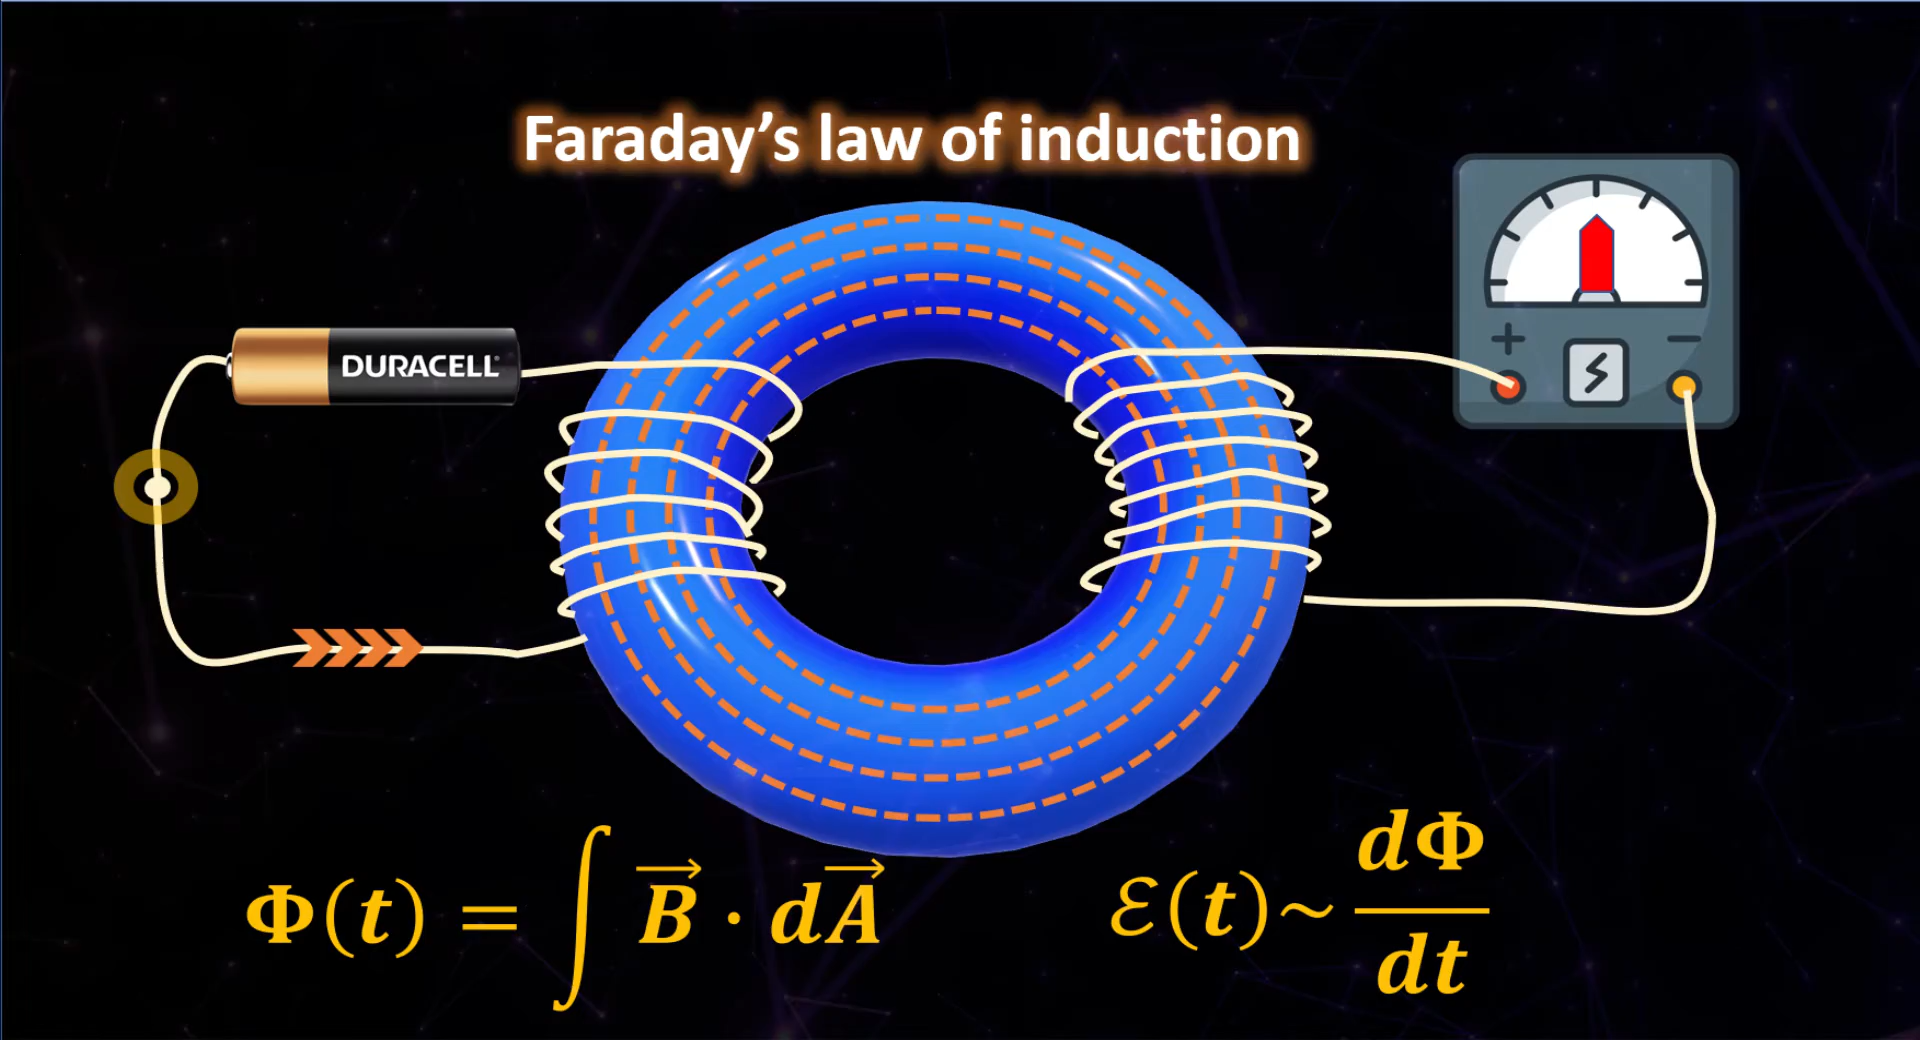 Faraday’s law of induction
DURACELL
+ −
Φ(t) = ∫ B⃗ · dA⃗
ℰ(t)~ dΦ/dt